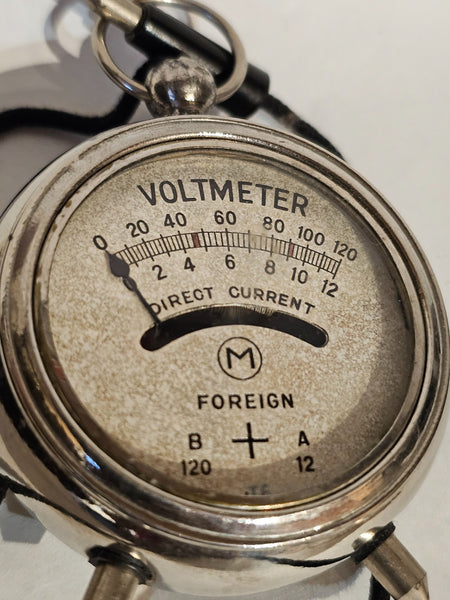 VOLTMETER
0 20 40 60 80 100 120
2 4 6 8 10 12
DIRECT CURRENT
M
FOREIGN
B + A
120 12